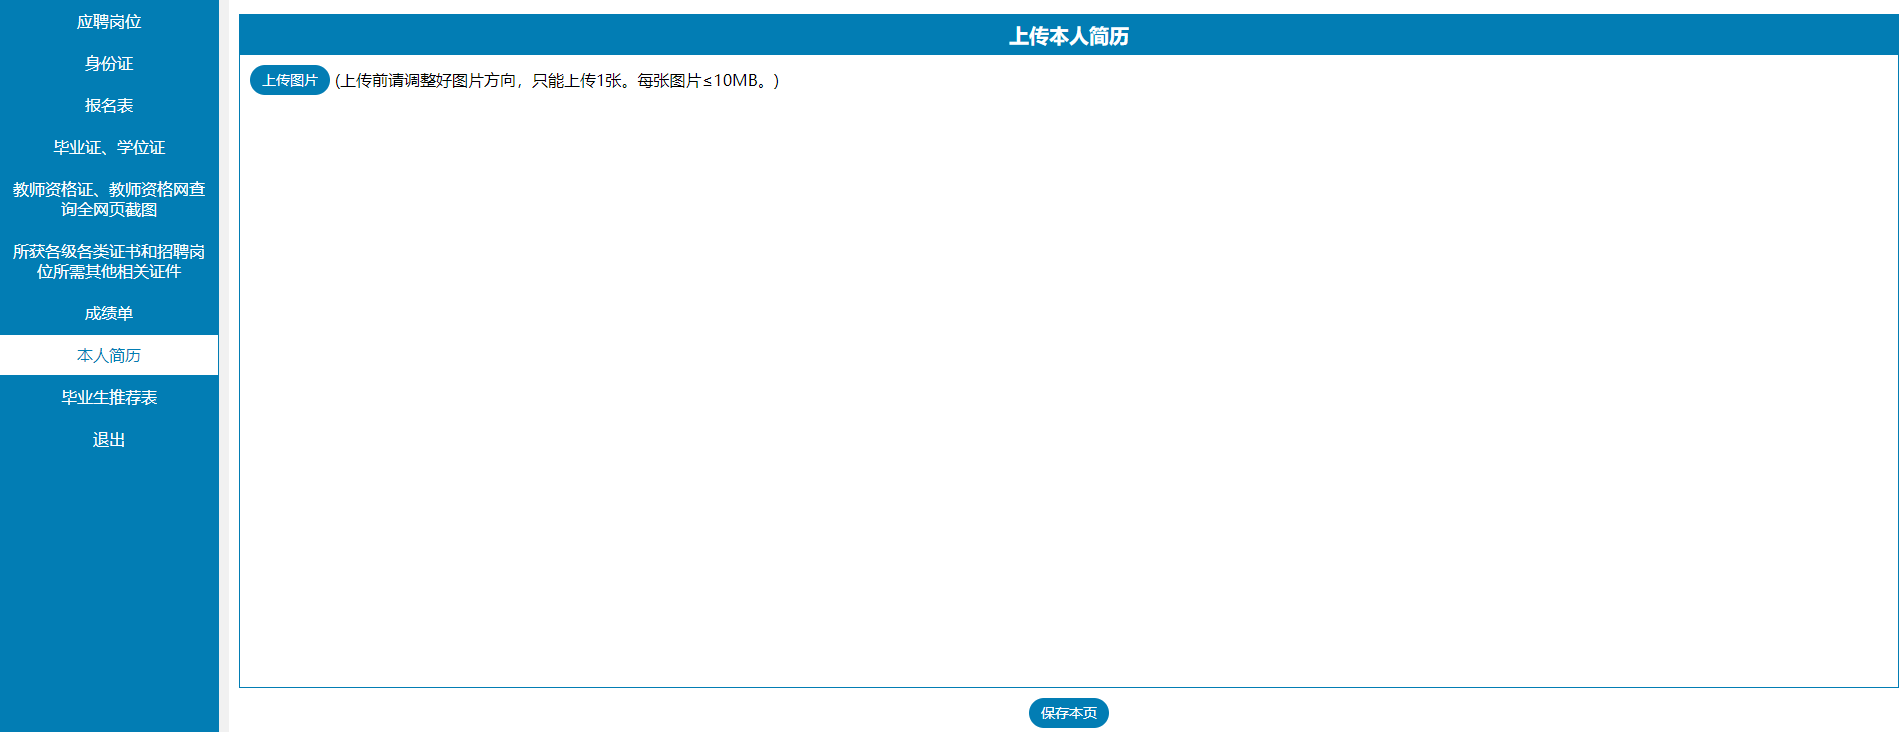 应聘岗位
身份证
报名表
毕业证、学位证
教师资格证、教师资格网查
询全网页截图
所获各级各类证书和招聘岗
位所需其他相关证件
成绩单
本人简历
毕业生推荐表
退出
上传本人简历
上传图片 (上传前请调整好图片方向，只能上传1张。每张图片≤10MB。)
保存本页